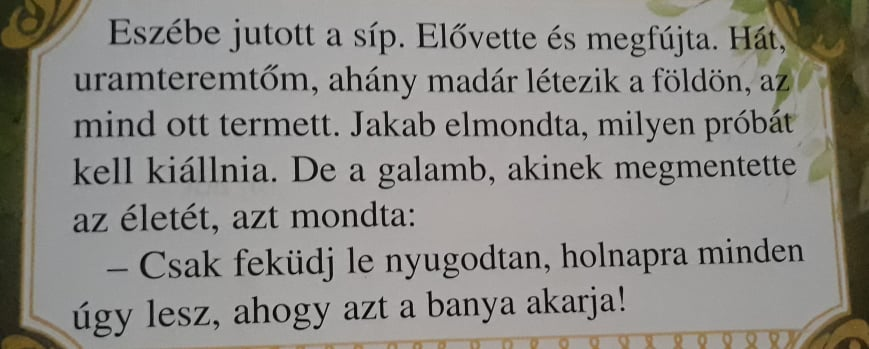 Eszébe jutott a síp. Elővette és megfújta. Hát,
uramteremtőm, ahány madár létezik a földön, az
mind ott termett. Jakab elmondta, milyen próbát
kell kiállnia. De a galamb, akinek megmentette
az életét, azt mondta:
– Csak feküdj le nyugodtan, holnapra minden
úgy lesz, ahogy azt a banya akarja!